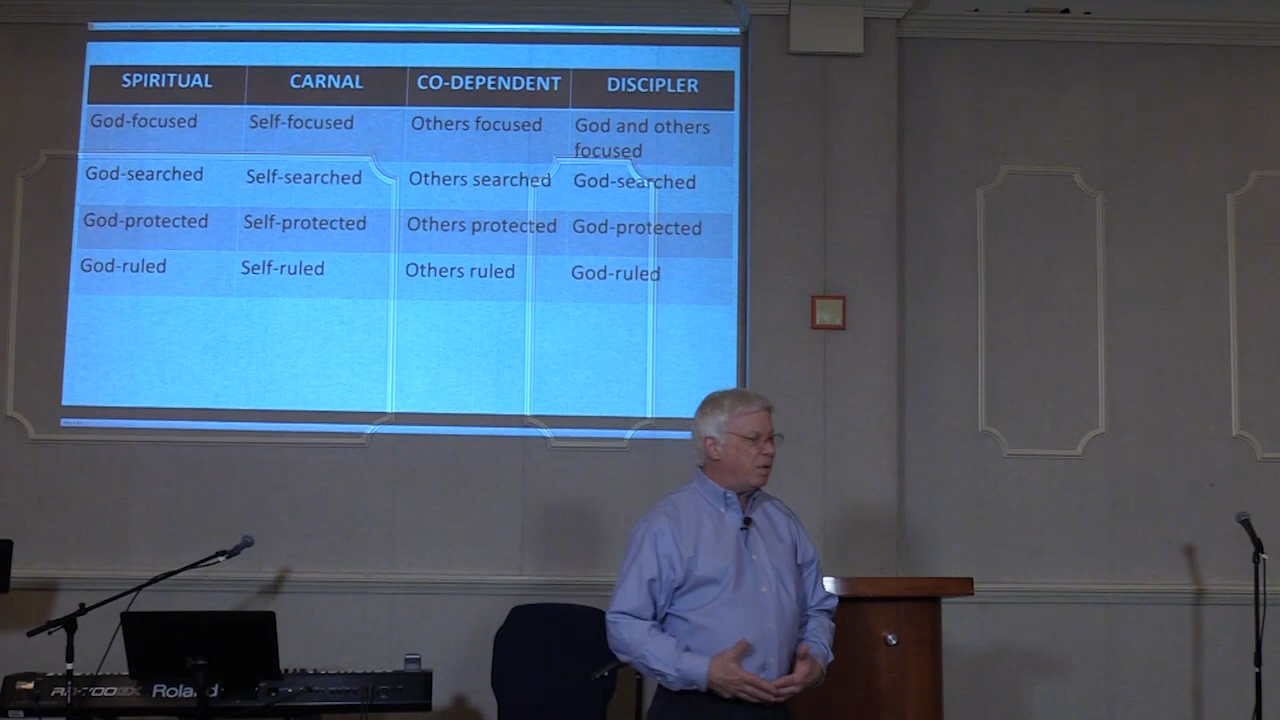 SPIRITUAL CARNAL CO-DEPENDENT DISCIPLER
God-focused Self-focused Others focused God and others
focused
God-searched Self-searched Others searched God-searched
God-protected Self-protected Others protected God-protected
God-ruled Self-ruled Others ruled God-ruled
Roland